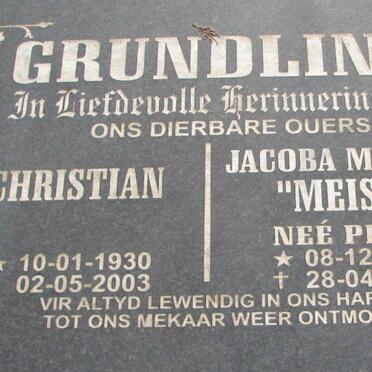 GRUNDLIN
In Liefdevolle Herinnerin
ONS DIERBARE OUERS
CHRISTIAN
10-01-1930
02-05-2003
JACOBA M
"MEIS
NEÉ P
★ 08-12
† 28-04
VIR ALTYD LEWENDIG IN ONS HAR
TOT ONS MEKAAR WEER ONTMO